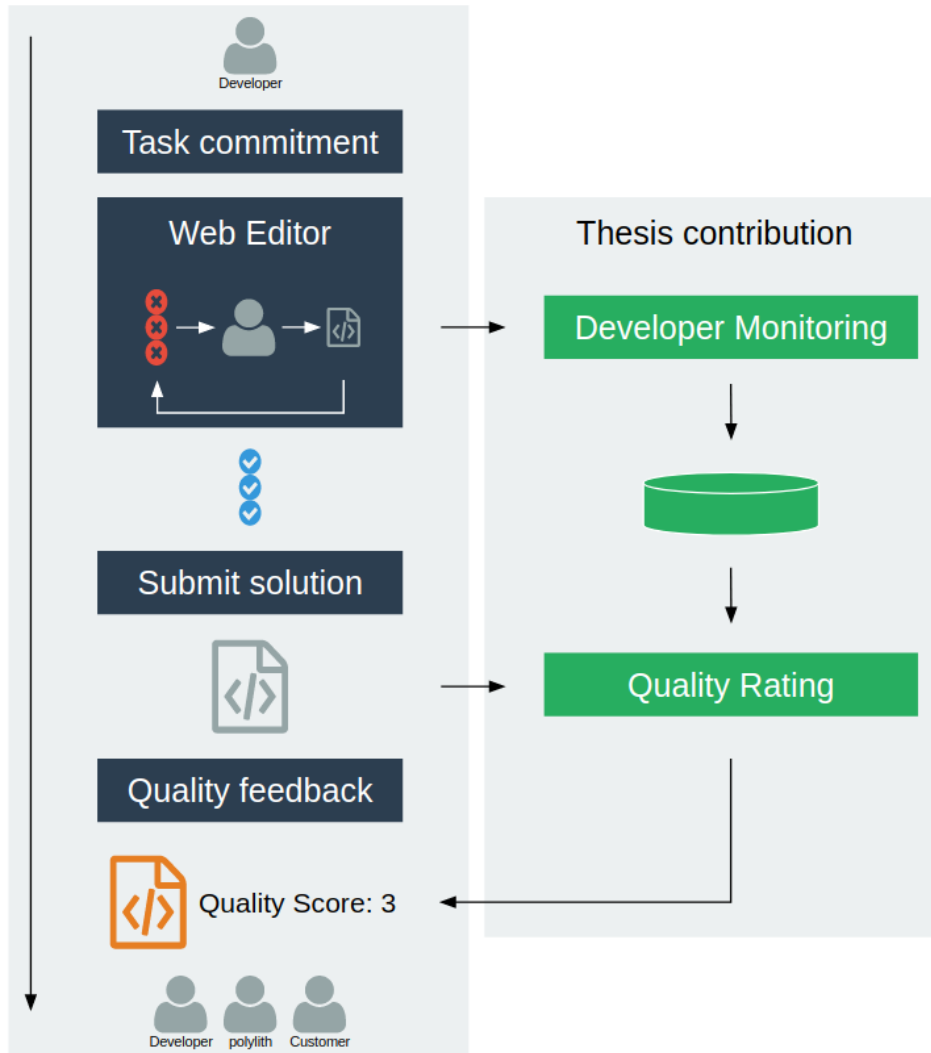 Developer
Task commitment
Web Editor
Submit solution
Quality feedback
Quality Score: 3
Developer polylith Customer
Thesis contribution
Developer Monitoring
Quality Rating